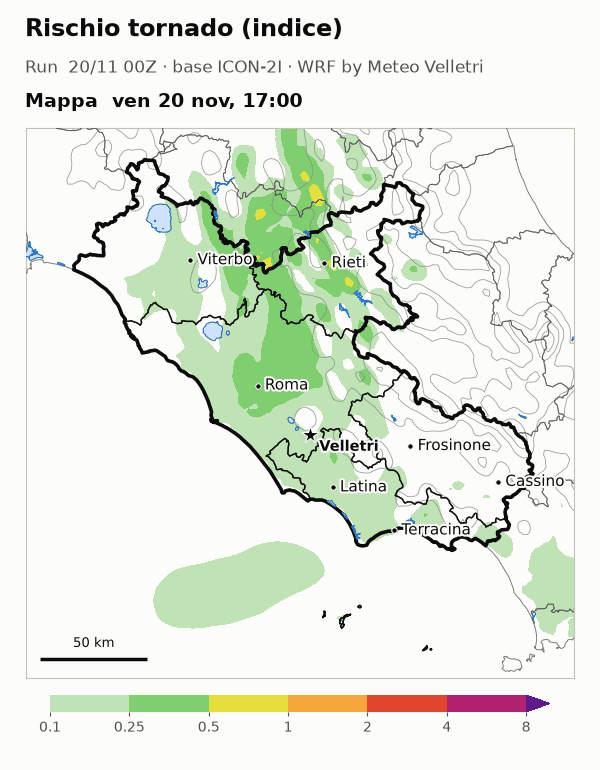 Rischio tornado (indice)
Run  20/11 00Z · base ICON-2I · WRF by Meteo Velletri
Mappa  ven 20 nov, 17:00
Viterbo
Rieti
Roma
Velletri
Frosinone
Latina
Cassino
Terracina
50 km
0.1 0.25 0.5 1 2 4 8